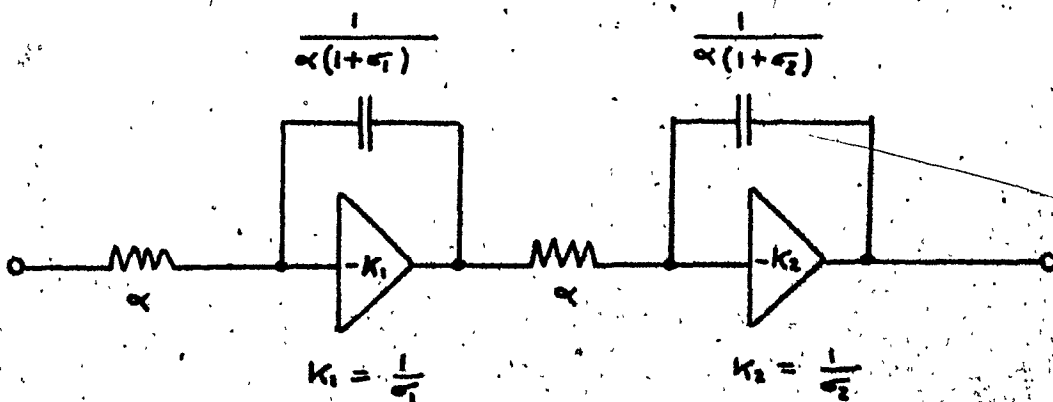 1/α(1+σ₁)
1/α(1+σ₂)
-K₁
-K₂
α
α
K₁ = 1/σ₁
K₂ = 1/σ₂